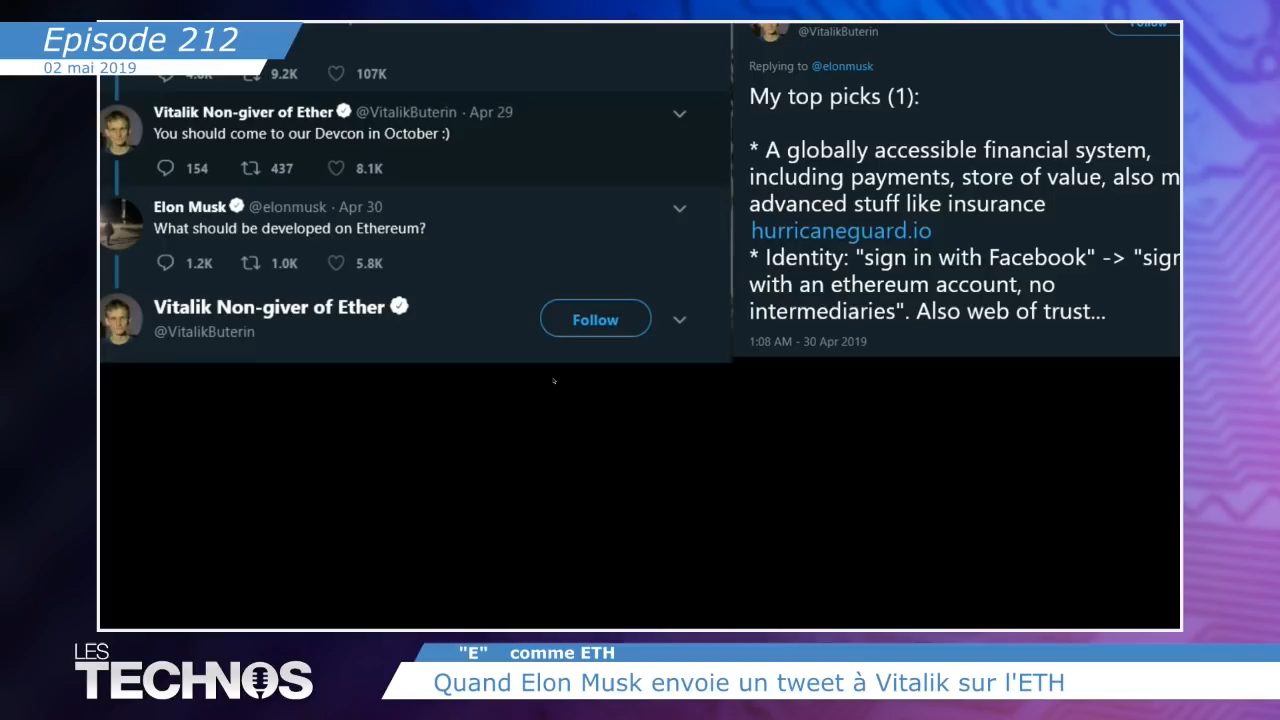 Episode 212
02 mai 2019
4.8K 9.2K 107K
Vitalik Non-giver of Ether @VitalikButerin · Apr 29
You should come to our Devcon in October :)
154 437 8.1K
Elon Musk @elonmusk · Apr 30
What should be developed on Ethereum?
1.2K 1.0K 5.8K
Vitalik Non-giver of Ether
@VitalikButerin
Follow
Follow
@VitalikButerin
Replying to @elonmusk
My top picks (1):
* A globally accessible financial system,
including payments, store of value, also m
advanced stuff like insurance
hurricaneguard.io
* Identity: "sign in with Facebook" -> "sign
with an ethereum account, no
intermediaries". Also web of trust...
1:08 AM - 30 Apr 2019
LES
TECHNOS
"E" comme ETH
Quand Elon Musk envoie un tweet à Vitalik sur l'ETH